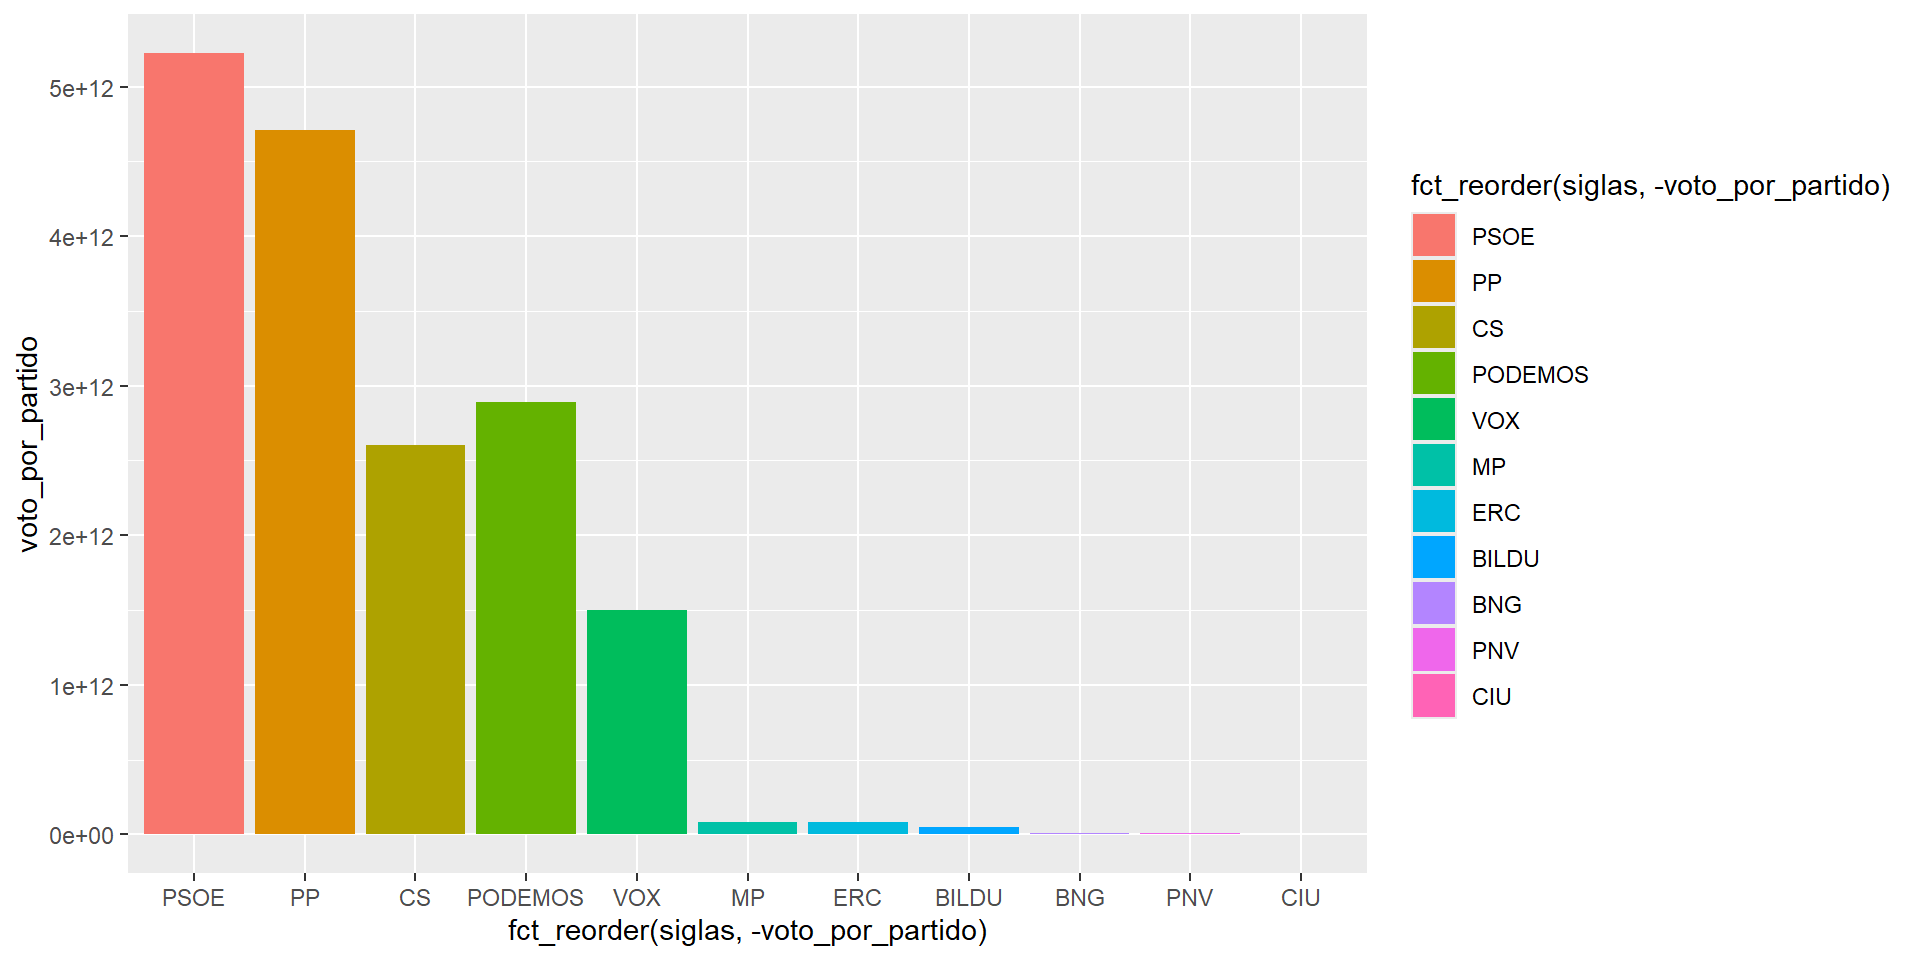 voto_por_partido
5e+12
4e+12
3e+12
2e+12
1e+12
0e+00
PSOE PP CS PODEMOS VOX MP ERC BILDU BNG PNV CIU
fct_reorder(siglas, -voto_por_partido)
fct_reorder(siglas, -voto_por_partido)
PSOE
PP
CS
PODEMOS
VOX
MP
ERC
BILDU
BNG
PNV
CIU